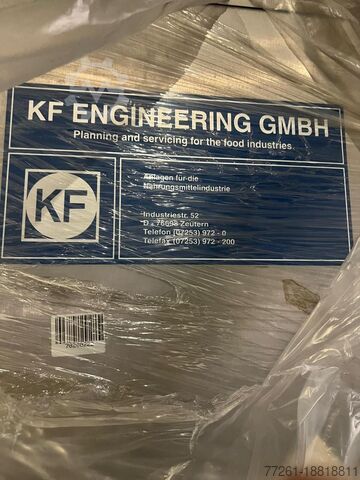 KF ENGINEERING GMBH
Planning and servicing for the food industries
KF
Anlagen für die
Nahrungsmittelindustrie
Industriestr. 52
D - 76698 Zeutern
Telefon (07253) 972 - 0
Telefax (07253) 972 - 200
77261-18818811